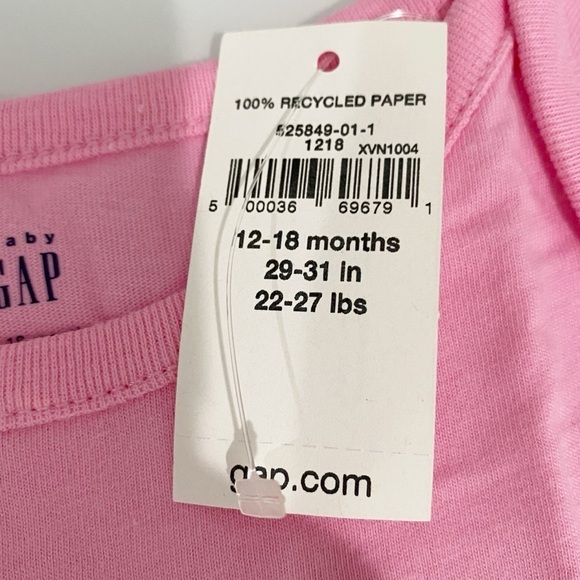 100% RECYCLED PAPER
525849-01-1
1218 XVN1004
5 00036 69679 1
12-18 months
29-31 in
22-27 lbs
gap.com
aby
GAP